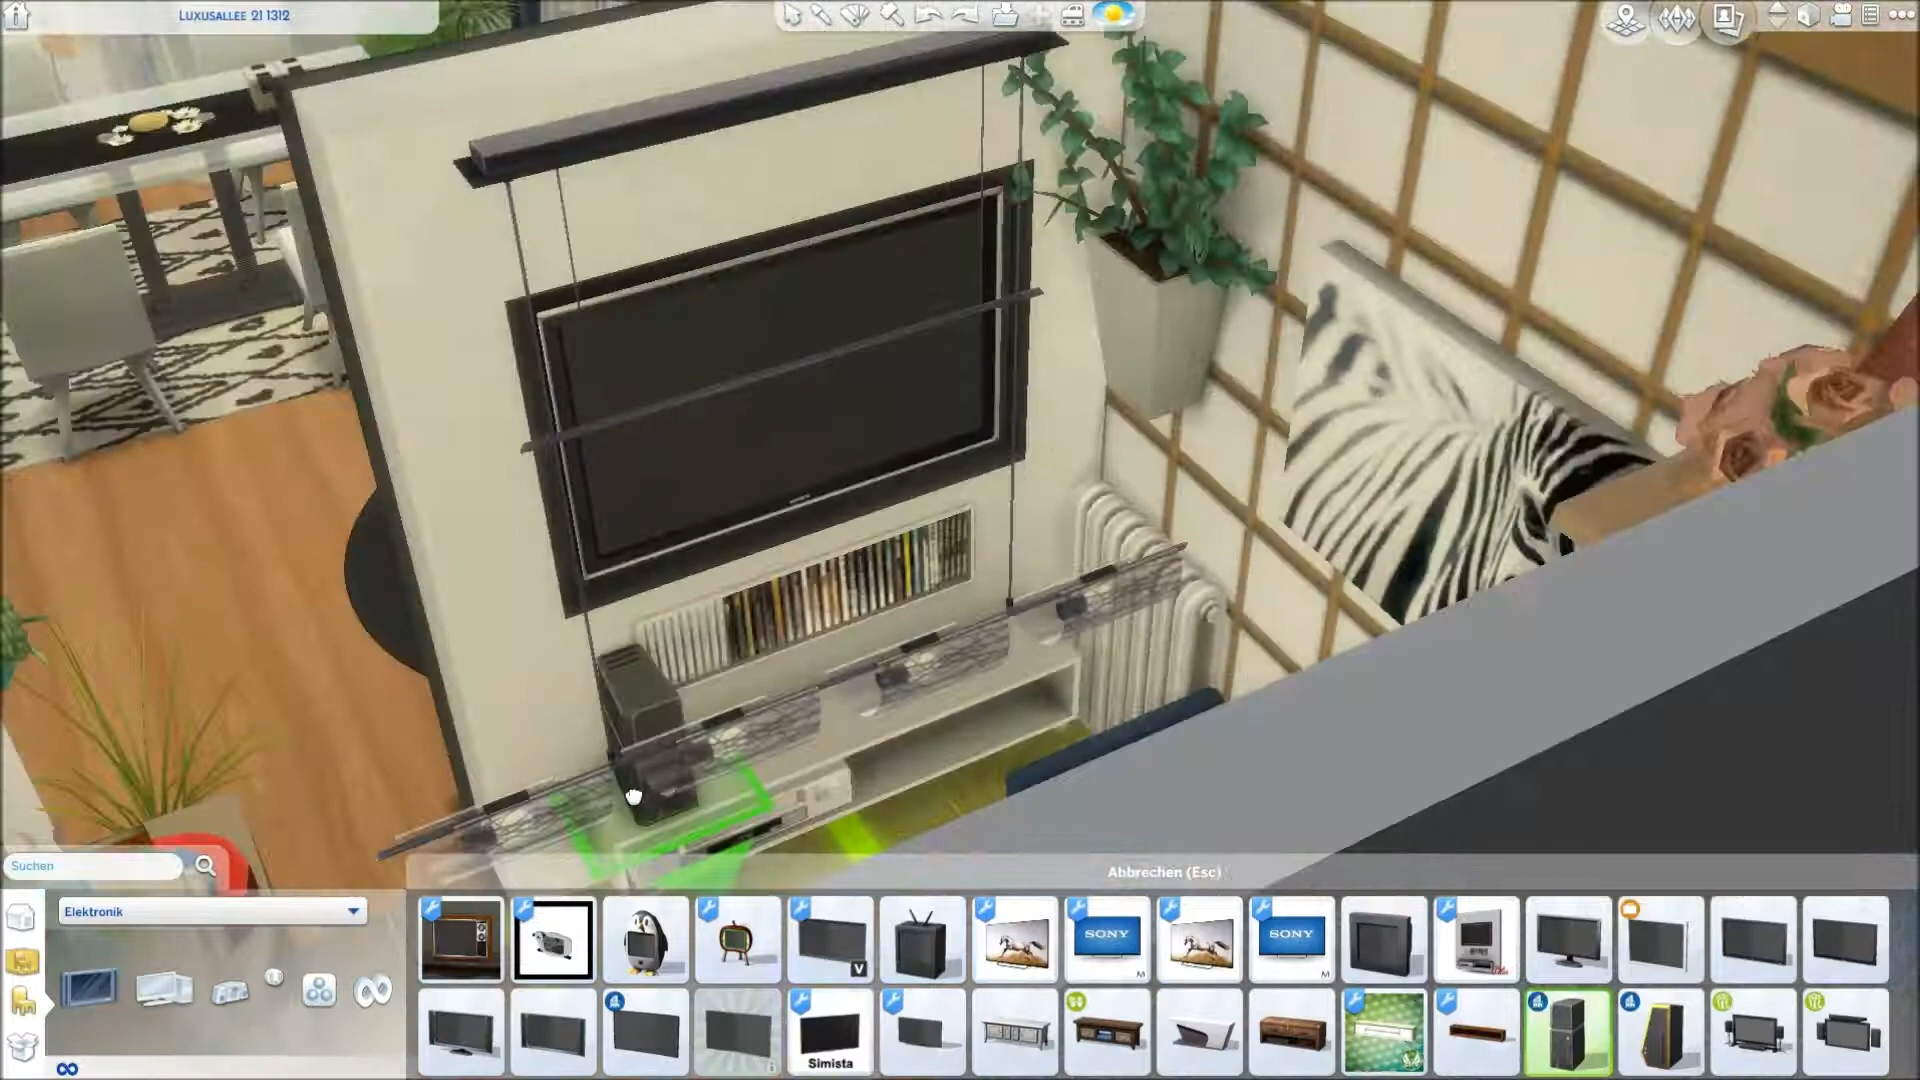 LUXUSALLEE 21 1312
Suchen
Abbrechen (Esc)
Elektronik
V
SONY
M
SONY
M
Simista